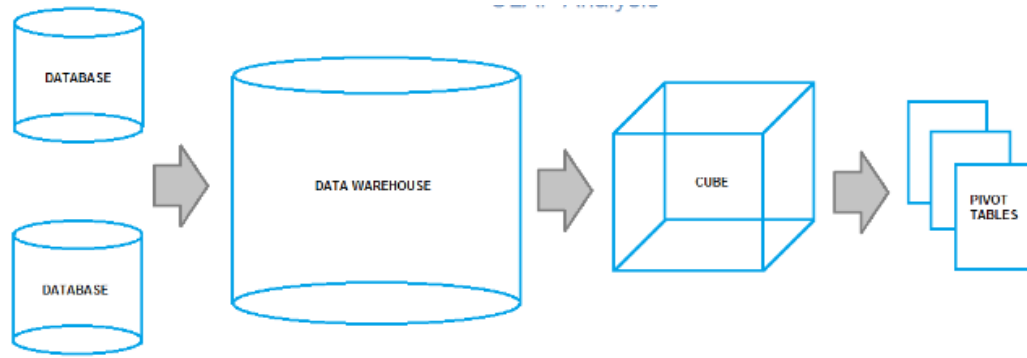 DATABASE
DATA WAREHOUSE
CUBE
PIVOT
TABLES
DATABASE